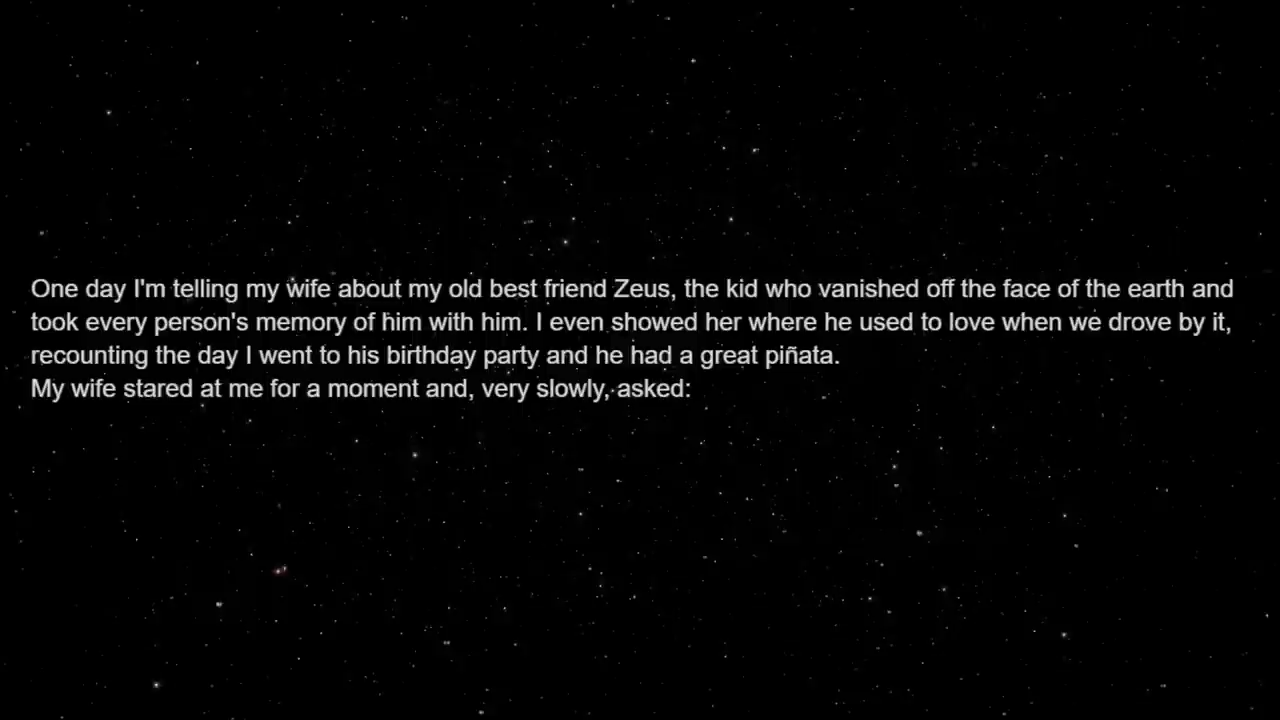 One day I'm telling my wife about my old best friend Zeus, the kid who vanished off the face of the earth and
took every person's memory of him with him. I even showed her where he used to love when we drove by it,
recounting the day I went to his birthday party and he had a great piñata.
My wife stared at me for a moment and, very slowly, asked: